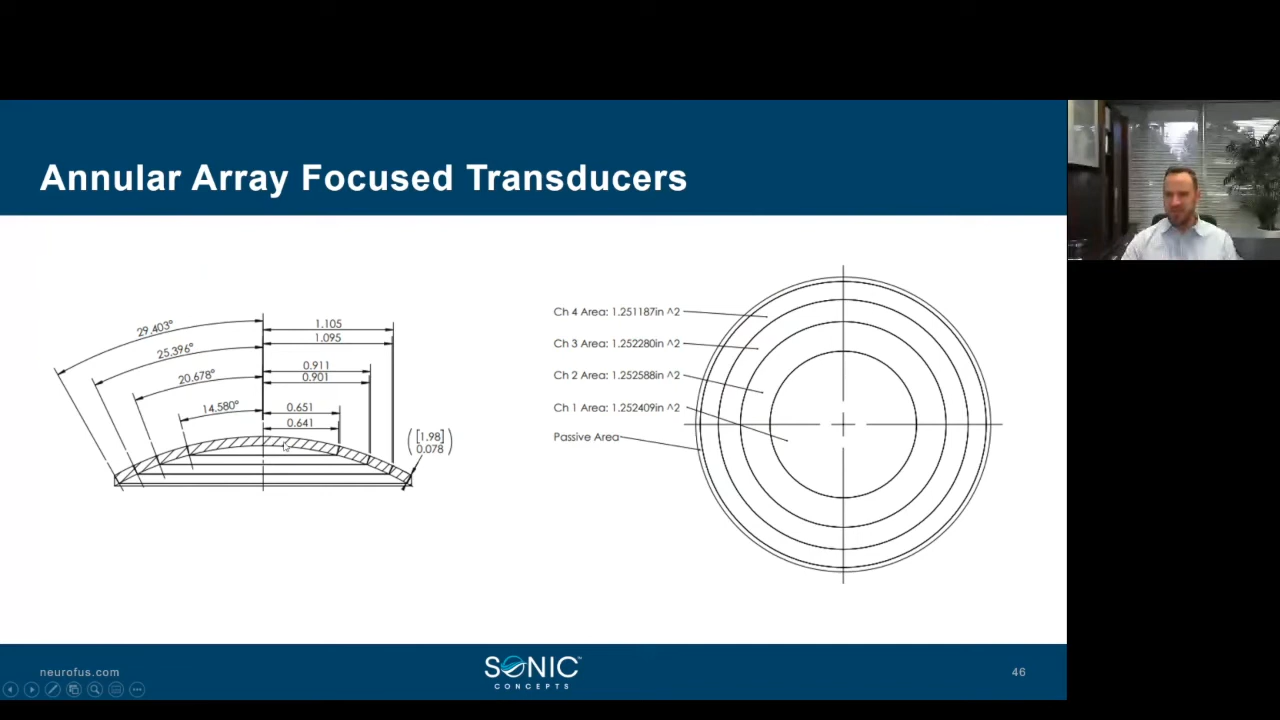 Annular Array Focused Transducers
29.403°
25.396°
20.678°
14.580°
1.105
1.095
0.911
0.901
0.651
0.641
[1.98]
0.078
Ch 4 Area: 1.251187in ^2
Ch 3 Area: 1.252280in ^2
Ch 2 Area: 1.252588in ^2
Ch 1 Area: 1.252409in ^2
Passive Area
neurofus.com
SONIC™
CONCEPTS
46